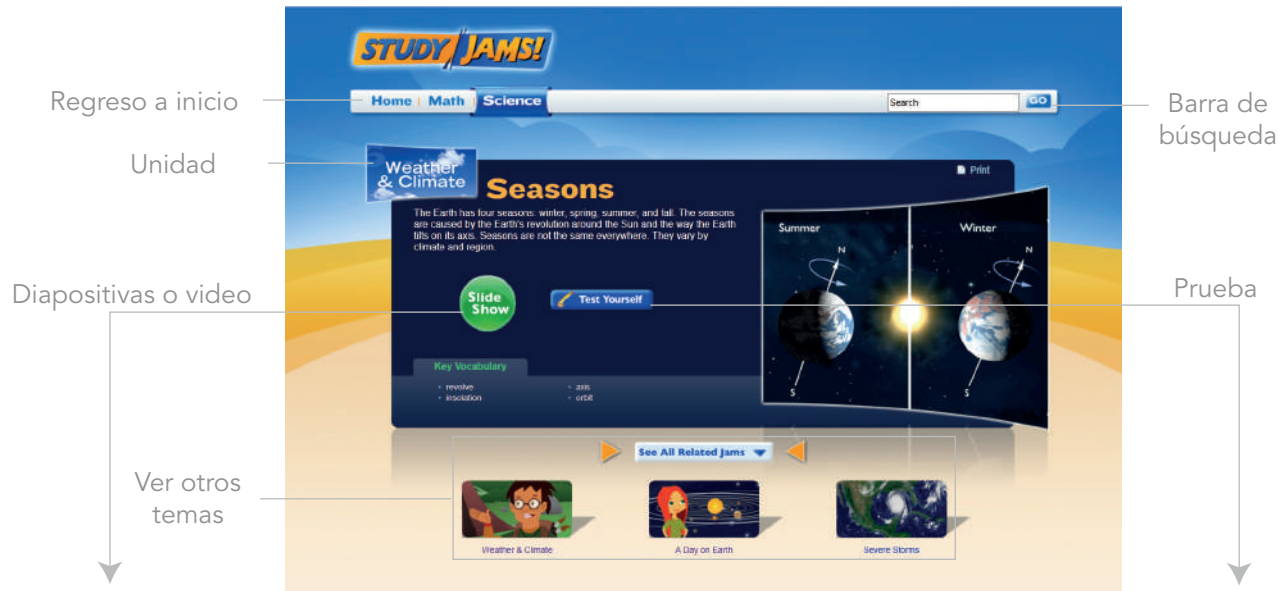 STUDY JAMS!
Regreso a inicio
Home Math Science
Search
GO
Barra de
búsqueda
Unidad
Weather
& Climate
Seasons
Print
The Earth has four seasons: winter, spring, summer, and fall. The seasons
are caused by the Earth's revolution around the Sun and the way the Earth
tilts on its axis. Seasons are not the same everywhere. They vary by
climate and region.
Summer
Winter
N
N
S
S
Diapositivas o video
Slide
Show
Test Yourself
Prueba
Key Vocabulary
• revolve
• insolation
• axis
• orbit
Ver otros
temas
See All Related Jams
Weather & Climate
A Day on Earth
Severe Storms